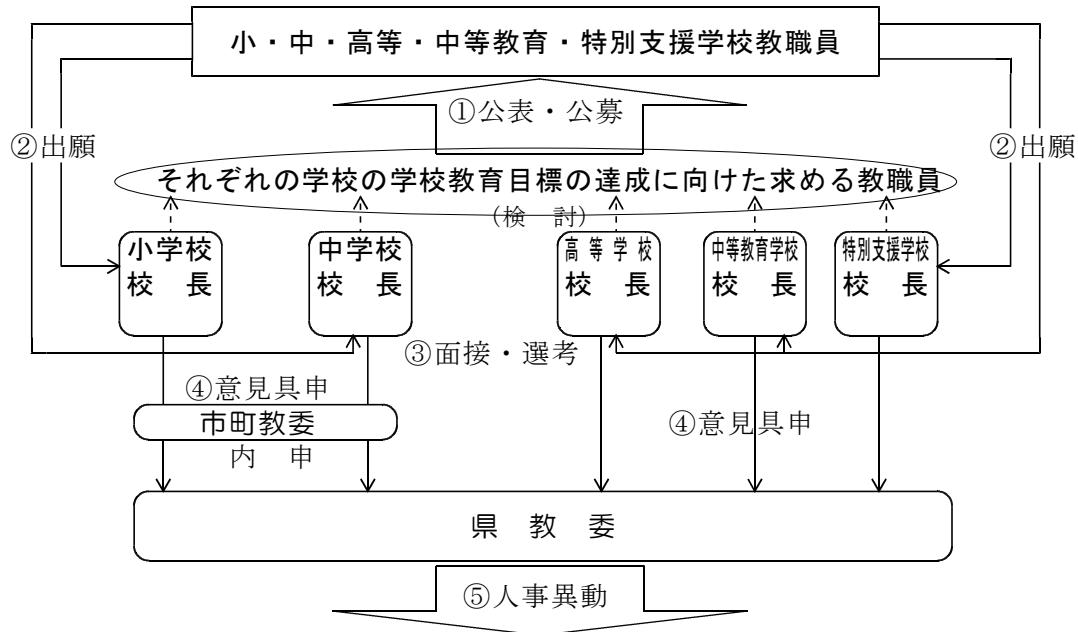 小・中・高等・中等教育・特別支援学校教職員
①公表・公募
②出願
②出願
それぞれの学校の学校教育目標の達成に向けた求める教職員
(検　討)
小学校
校　長
中学校
校　長
高等学校
校　長
中等教育学校
校　長
特別支援学校
校　長
③面接・選考
④意見具申
市町教委
内　申
④意見具申
県　教　委
⑤人事異動